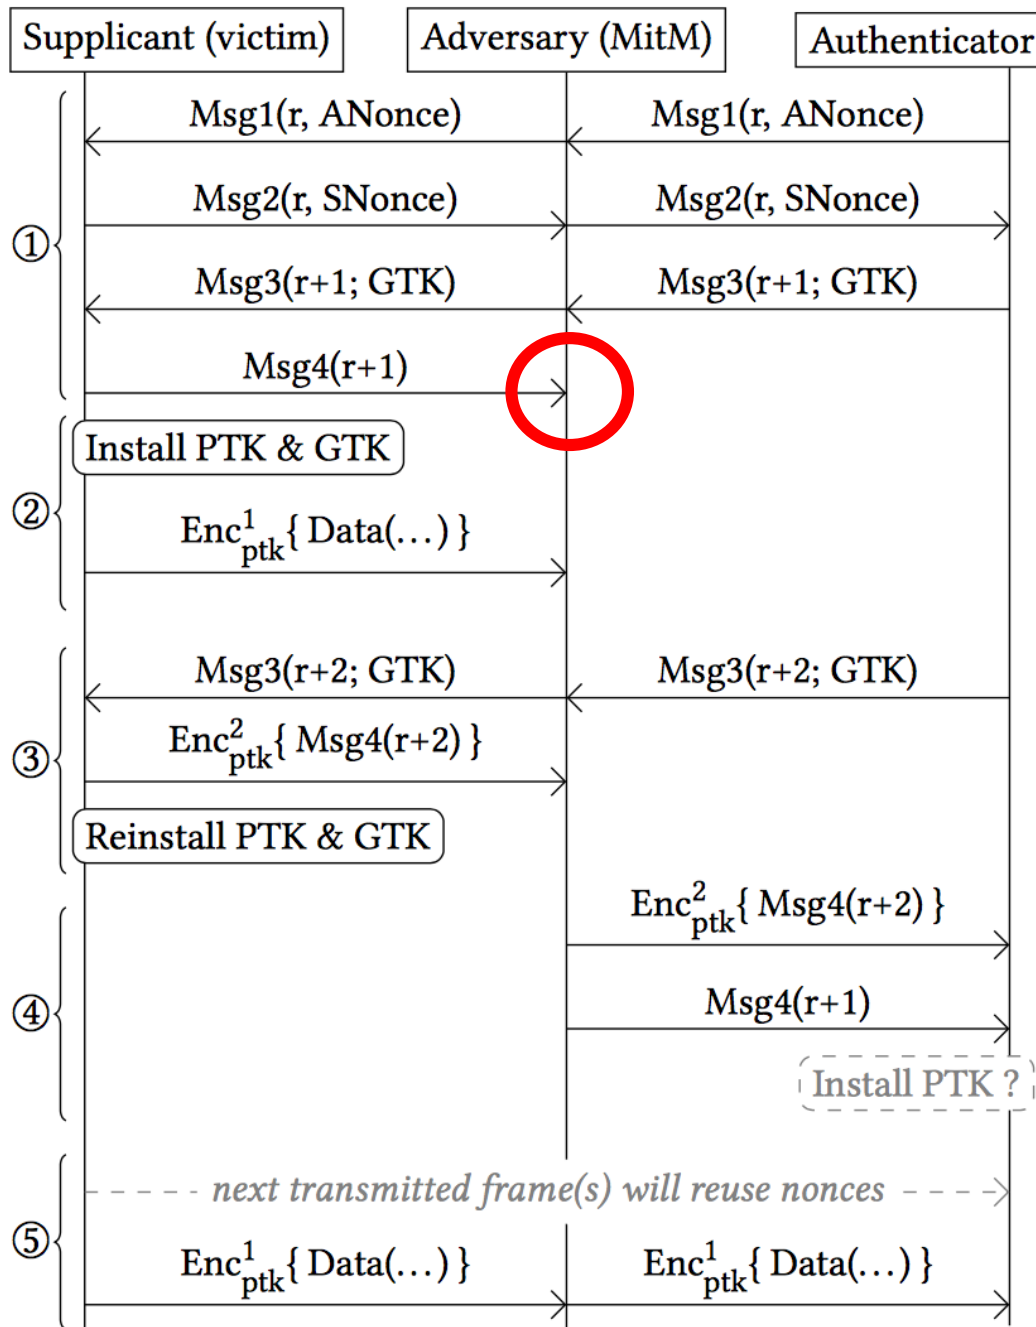 Supplicant (victim) Adversary (MitM) Authenticator
Msg1(r, ANonce) Msg1(r, ANonce)
Msg2(r, SNonce) Msg2(r, SNonce)
①
Msg3(r+1; GTK) Msg3(r+1; GTK)
Msg4(r+1)
Install PTK & GTK
②
Enc¹ptk{ Data(…) }
Msg3(r+2; GTK) Msg3(r+2; GTK)
Enc²ptk{ Msg4(r+2) }
③
Reinstall PTK & GTK
Enc²ptk{ Msg4(r+2) }
④
Msg4(r+1)
Install PTK ?
next transmitted frame(s) will reuse nonces
⑤
Enc¹ptk{ Data(…) } Enc¹ptk{ Data(…) }